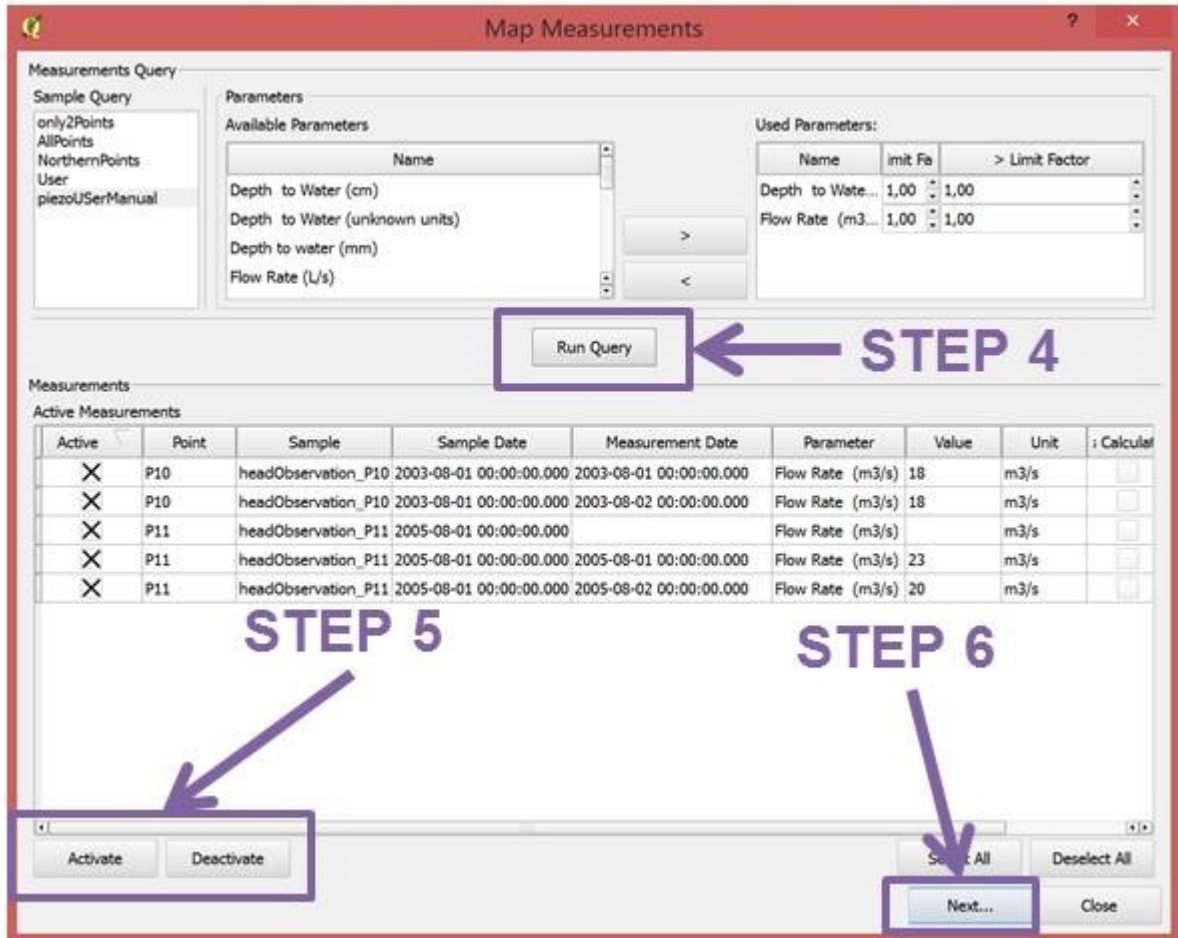 Map Measurements
?
×
Measurements Query
Sample Query
only2Points
AllPoints
NorthernPoints
User
piezoUSerManual
Parameters
Available Parameters
Name
Depth to Water (cm)
Depth to Water (unknown units)
Depth to water (mm)
Flow Rate (L/s)
>
<
Used Parameters:
Name imit Fa > Limit Factor
Depth to Wate... 1,00 1,00
Flow Rate (m3... 1,00 1,00
Run Query
STEP 4
Measurements
Active Measurements
Active Point Sample Sample Date Measurement Date Parameter Value Unit Calculat
X P10 headObservation_P10 2003-08-01 00:00:00.000 2003-08-01 00:00:00.000 Flow Rate (m3/s) 18 m3/s
X P10 headObservation_P10 2003-08-01 00:00:00.000 2003-08-02 00:00:00.000 Flow Rate (m3/s) 18 m3/s
X P11 headObservation_P11 2005-08-01 00:00:00.000 Flow Rate (m3/s) m3/s
X P11 headObservation_P11 2005-08-01 00:00:00.000 2005-08-01 00:00:00.000 Flow Rate (m3/s) 23 m3/s
X P11 headObservation_P11 2005-08-01 00:00:00.000 2005-08-02 00:00:00.000 Flow Rate (m3/s) 20 m3/s
STEP 5
STEP 6
Activate Deactivate
All Deselect All
Next... Close